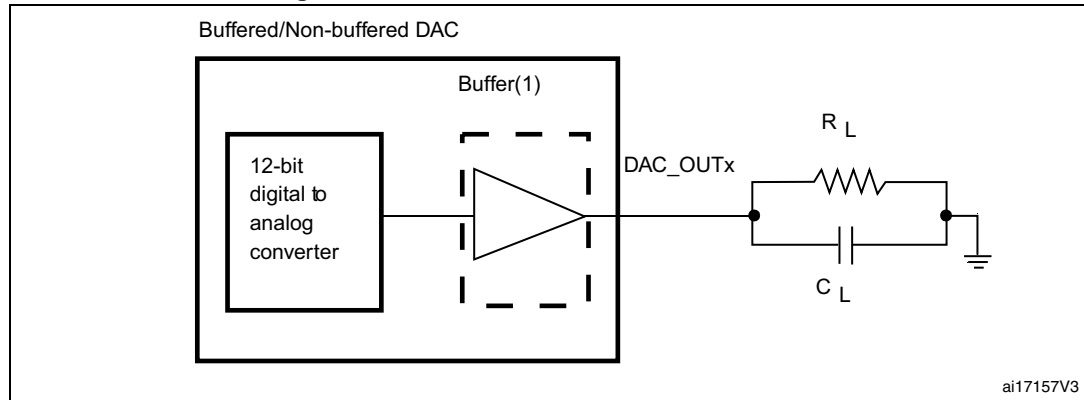 Buffered/Non-buffered DAC
Buffer(1)
12-bit
digital to
analog
converter
DAC_OUTx
R L
C L
ai17157V3